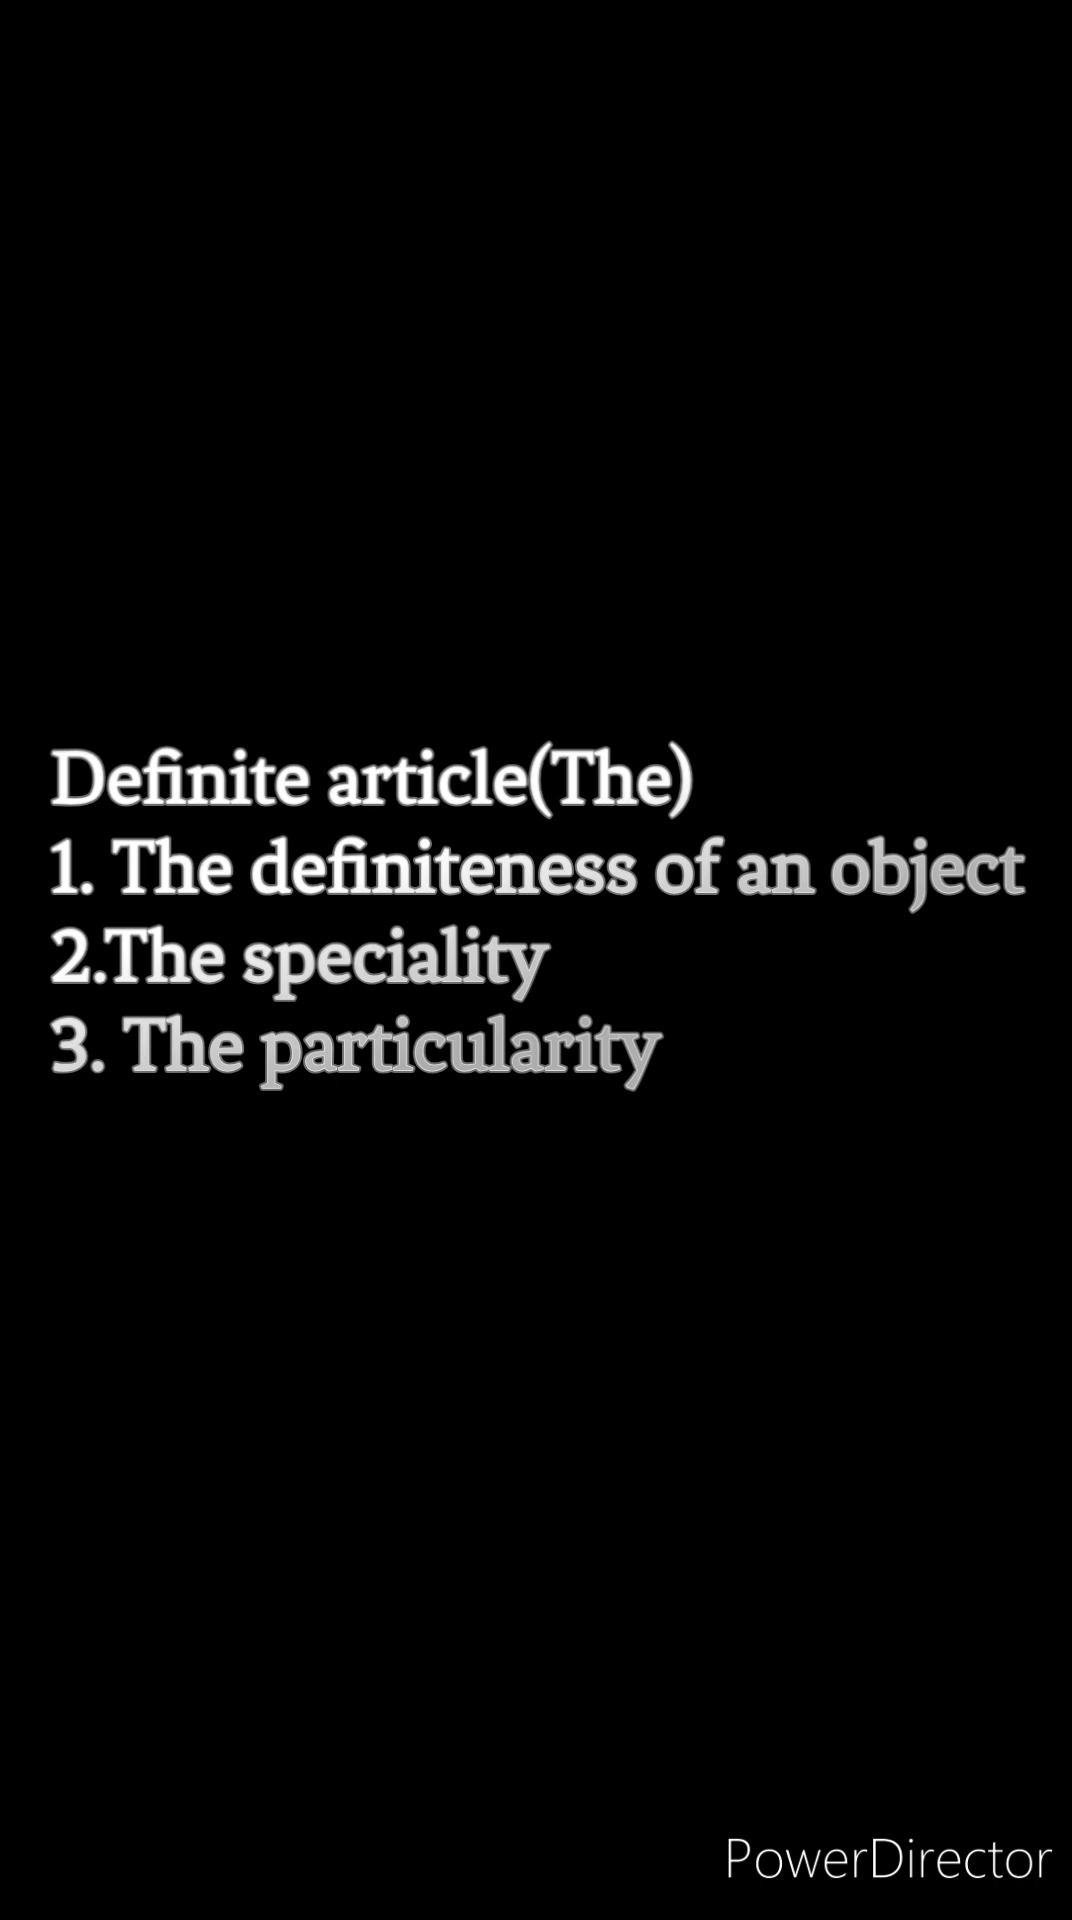 Definite article(The)
1. The definiteness of an object
2.The speciality
3. The particularity
PowerDirector